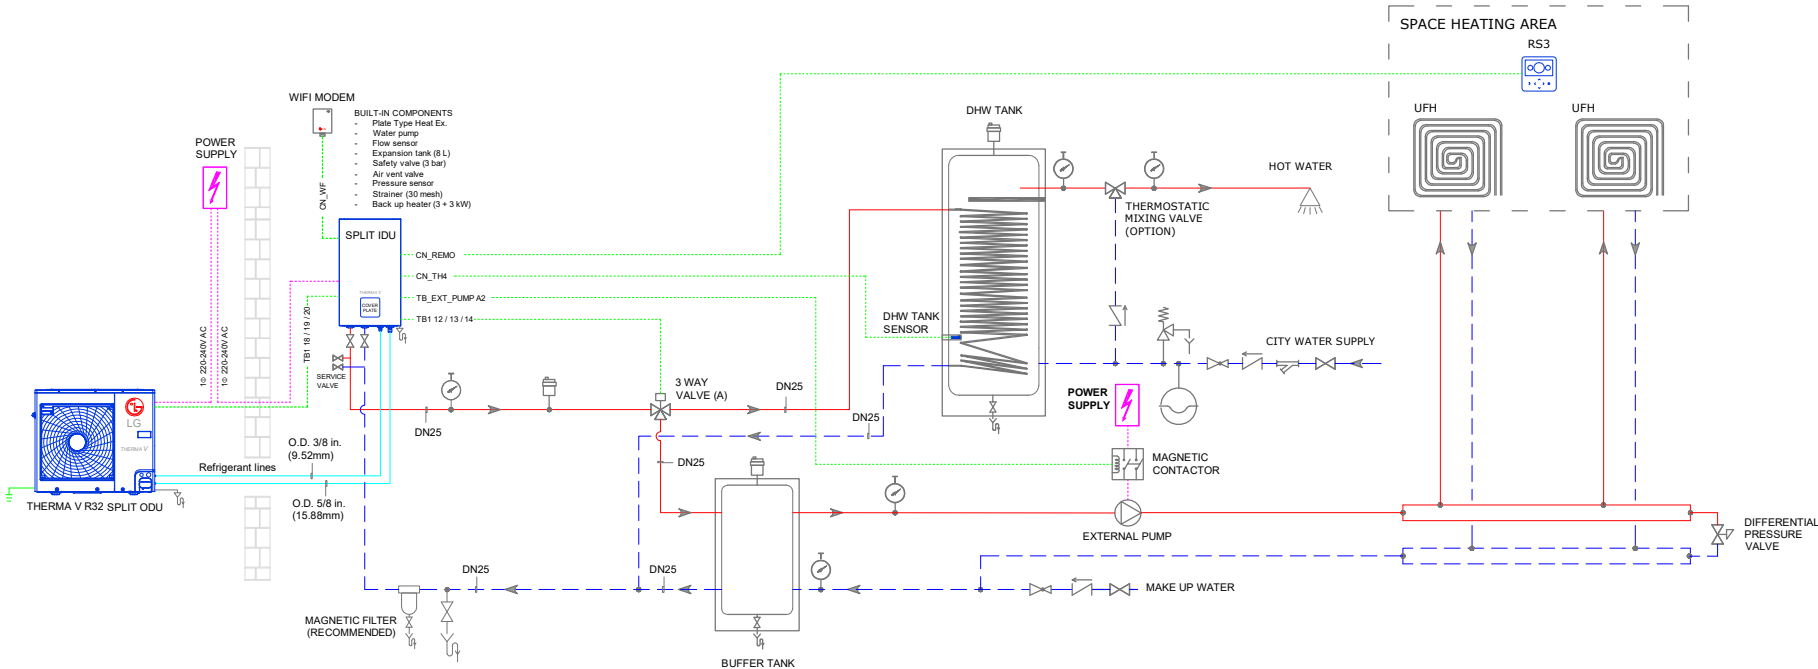 SPACE HEATING AREA
RS3
UFH
UFH
WIFI MODEM
BUILT-IN COMPONENTS
- Plate Type Heat Ex.
- Water pump
- Flow sensor
- Expansion tank (8 L)
- Safety valve (3 bar)
- Air vent valve
- Pressure sensor
- Strainer (30 mesh)
- Back up heater (3 + 3 kW)
POWER
SUPPLY
CN_WF
SPLIT IDU
THERMA V
COVER
PLATE
CN_REMO
CN_TH4
TB_EXT_PUMP A2
TB1 12 / 13 / 14
1Φ 220-240V AC
1Φ 220-240V AC
TB1 18 / 19 / 20
SERVICE
VALVE
DHW TANK
HOT WATER
THERMOSTATIC
MIXING VALVE
(OPTION)
DHW TANK
SENSOR
CITY WATER SUPPLY
3 WAY
VALVE (A)
DN25
DN25
DN25
DN25
POWER
SUPPLY
MAGNETIC
CONTACTOR
LG
THERMA V
Refrigerant lines
O.D. 3/8 in.
(9.52mm)
O.D. 5/8 in.
(15.88mm)
THERMA V R32 SPLIT ODU
EXTERNAL PUMP
DIFFERENTIAL
PRESSURE
VALVE
DN25
DN25
MAKE UP WATER
MAGNETIC FILTER
(RECOMMENDED)
BUFFER TANK